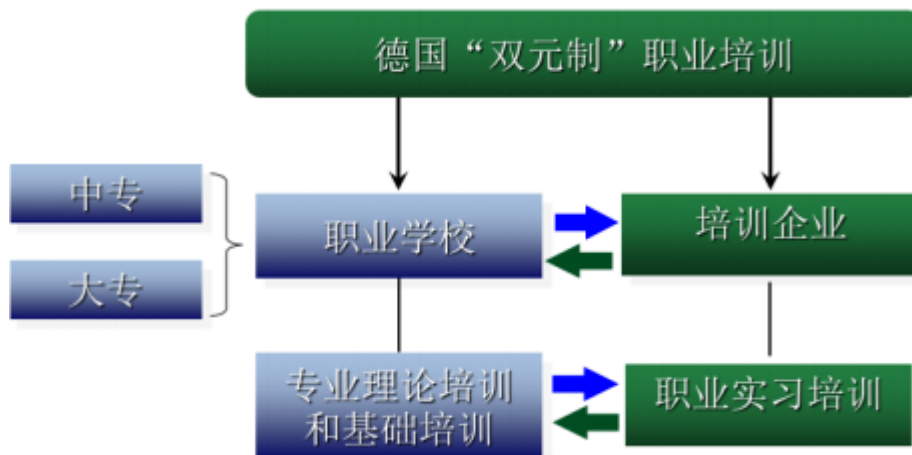 德国“双元制”职业培训
中专
职业学校
培训企业
大专
专业理论培训
和基础培训
职业实习培训